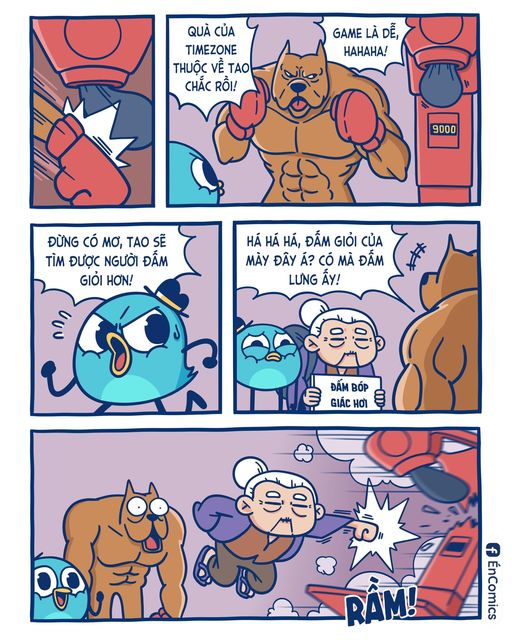 QUÀ CỦA
TIMEZONE
THUỘC VỀ TAO
CHẮC RỒI!
GAME LÀ DỄ,
HAHAHA!
9000
ĐỪNG CÓ MƠ, TAO SẼ
TÌM ĐƯỢC NGƯỜI ĐẤM
GIỎI HƠN!
HÁ HÁ HÁ, ĐẤM GIỎI CỦA
MÀY ĐÂY Á? CÓ MÀ ĐẤM
LƯNG ẤY!
ĐẤM BÓP
GIÁC HƠI
RẦM!
ÉnComics